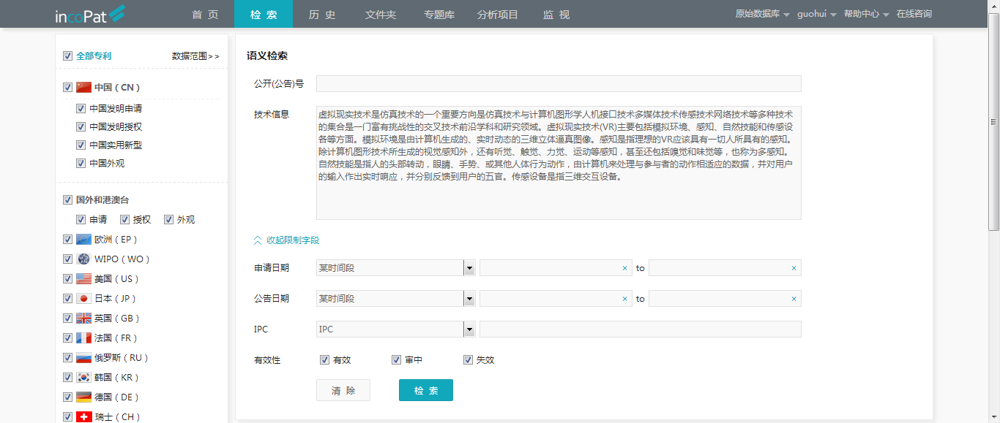 incoPat
首 页
检 索
历 史
文件夹
专题库
分析项目
监 视
原始数据库
guohui
帮助中心
在线咨询
全部专利
数据范围>>
中国（CN）
中国发明申请
中国发明授权
中国实用新型
中国外观
国外和港澳台
申请
授权
外观
欧洲（EP）
WIPO（WO）
美国（US）
日本（JP）
英国（GB）
法国（FR）
俄罗斯（RU）
韩国（KR）
德国（DE）
瑞士（CH）
语义检索
公开(公告)号
技术信息
虚拟现实技术是仿真技术的一个重要方向是仿真技术与计算机图形学人机接口技术多媒体技术传感技术网络技术等多种技术
的集合是一门富有挑战性的交叉技术前沿学科和研究领域。虚拟现实技术(VR)主要包括模拟环境、感知、自然技能和传感设
备等方面。模拟环境是由计算机生成的、实时动态的三维立体逼真图像。感知是指理想的VR应该具有一切人所具有的感知。
除计算机图形技术所生成的视觉感知外，还有听觉、触觉、力觉、运动等感知，甚至还包括嗅觉和味觉等，也称为多感知。
自然技能是指人的头部转动，眼睛、手势、或其他人体行为动作，由计算机来处理与参与者的动作相适应的数据，并对用户
的输入作出实时响应，并分别反馈到用户的五官。传感设备是指三维交互设备。
收起限制字段
申请日期
某时间段
×
to
×
公告日期
某时间段
×
to
×
IPC
IPC
有效性
有效
审中
失效
清 除
检 索